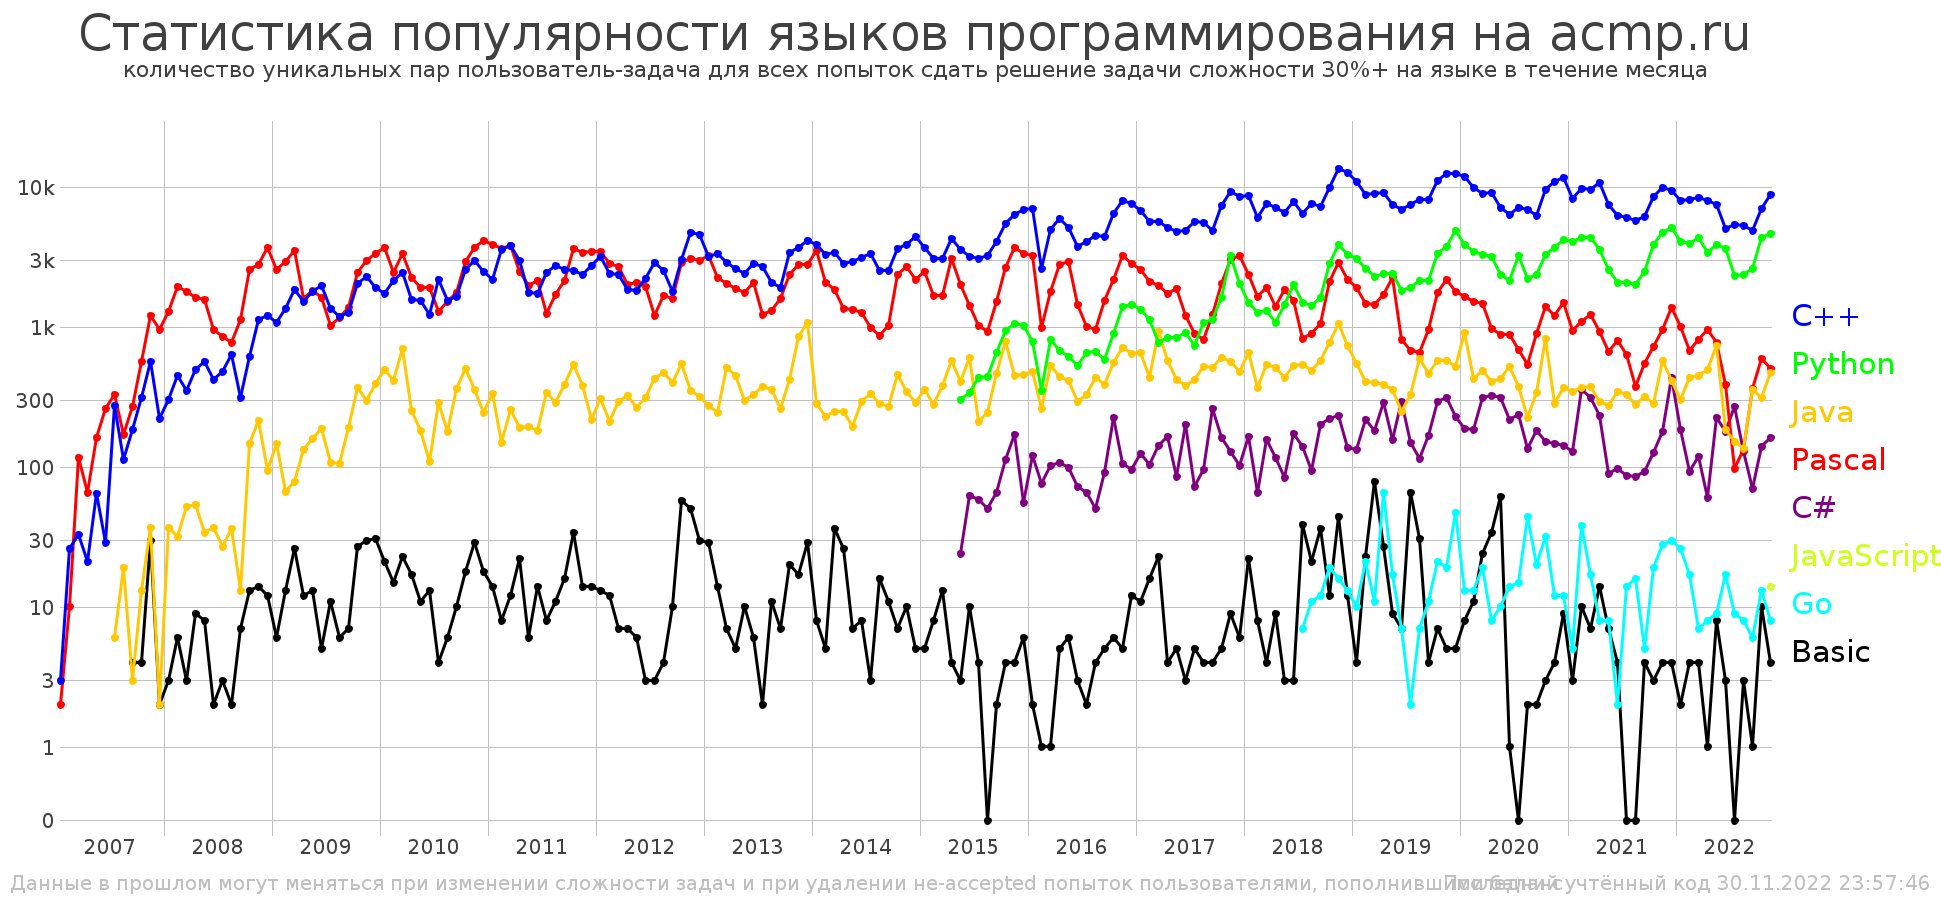 Статистика популярности языков программирования на acmp.ru
количество уникальных пар пользователь-задача для всех попыток сдать решение задачи сложности 30%+ на языке в течение месяца
10k
3k
1k
300
100
30
10
3
1
0
C++
Python
Java
Pascal
C#
JavaScript
Go
Basic
2007 2008 2009 2010 2011 2012 2013 2014 2015 2016 2017 2018 2019 2020 2021 2022
Данные в прошлом могут меняться при изменении сложности задач и при удалении не-accepted попыток пользователями,
учтённый код 30.11.2022 23:57:46